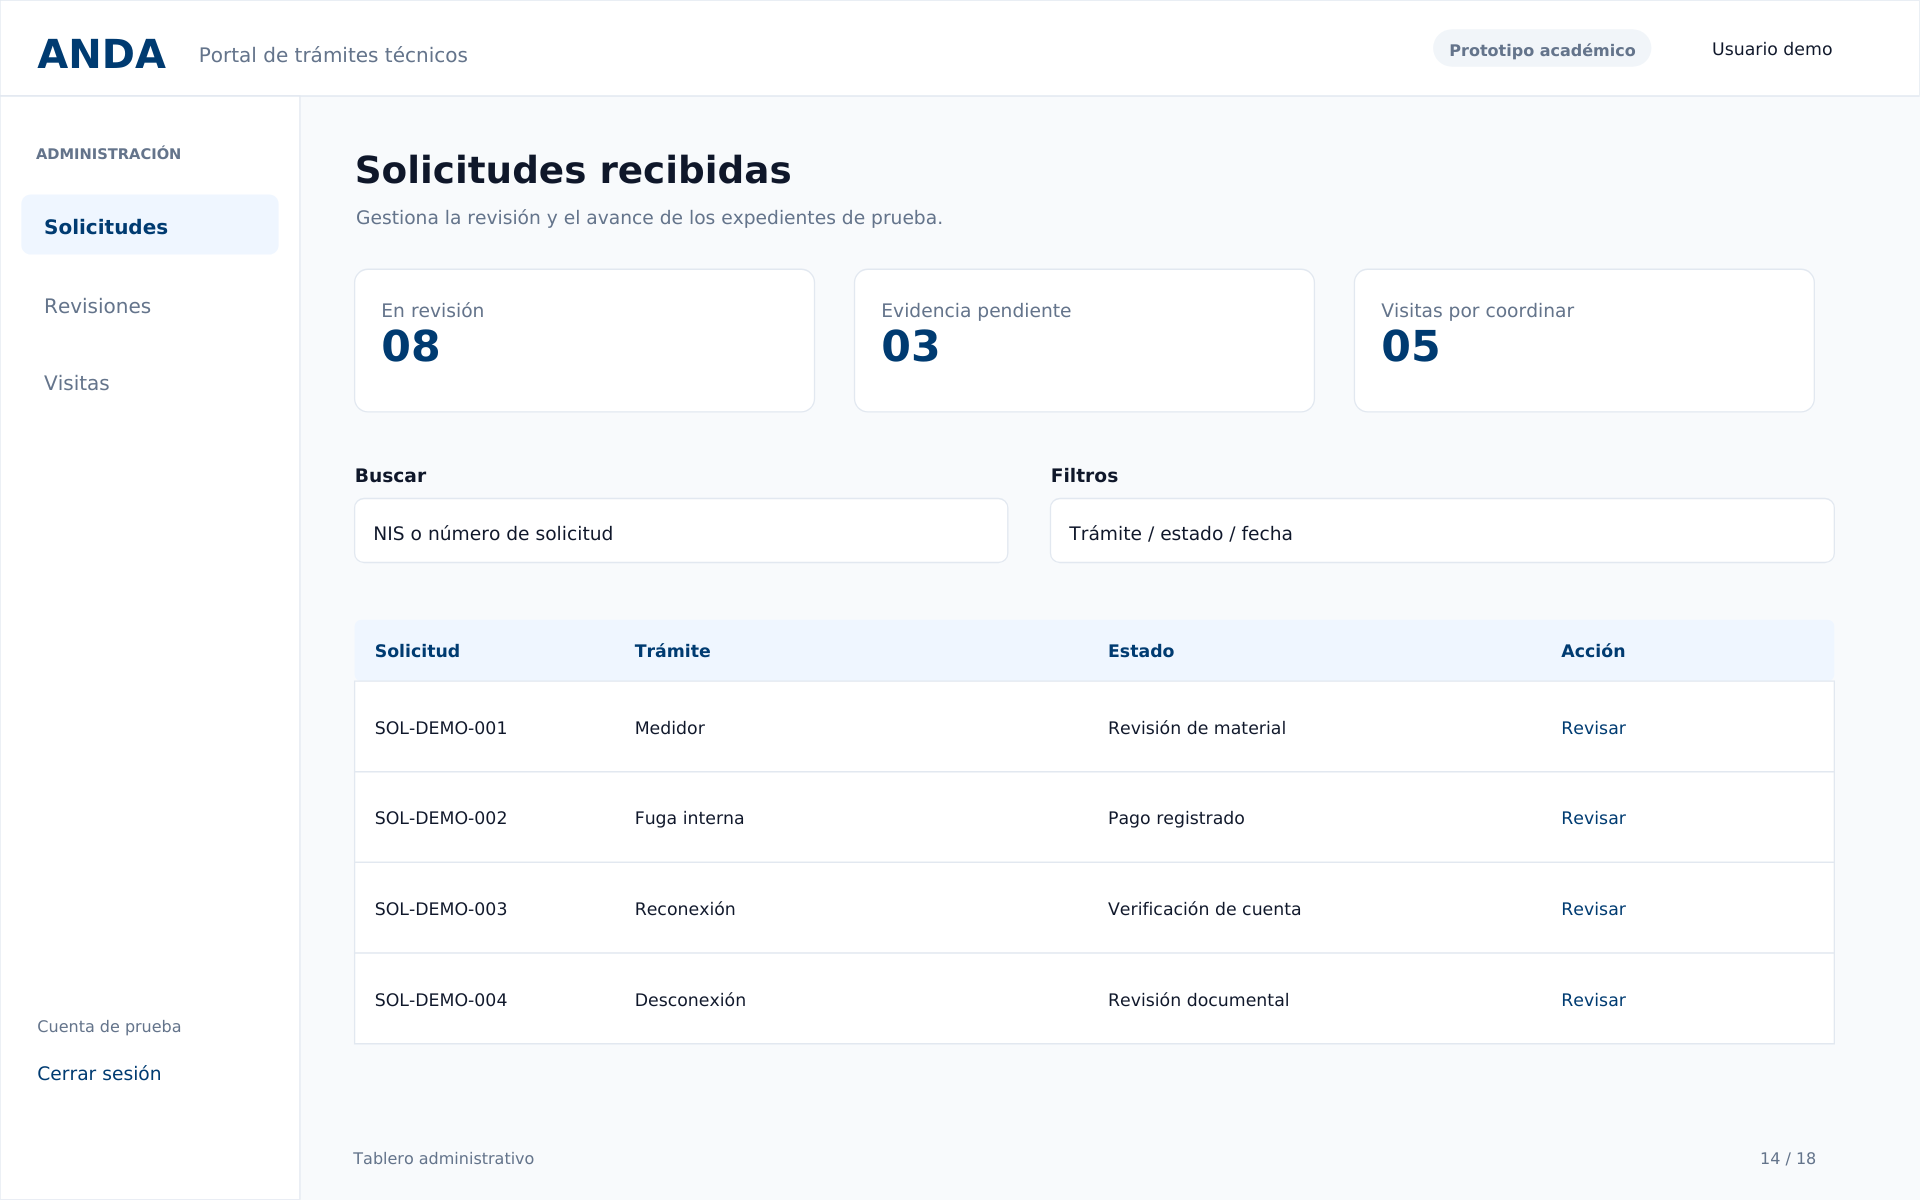 ANDA Portal de trámites técnicos Prototipo académico Usuario demo
ADMINISTRACIÓN
Solicitudes
Revisiones
Visitas
Cuenta de prueba
Cerrar sesión
Solicitudes recibidas
Gestiona la revisión y el avance de los expedientes de prueba.
En revisión Evidencia pendiente Visitas por coordinar
08 03 05
Buscar Filtros
NIS o número de solicitud Trámite / estado / fecha
Solicitud Trámite Estado Acción
SOL-DEMO-001 Medidor Revisión de material Revisar
SOL-DEMO-002 Fuga interna Pago registrado Revisar
SOL-DEMO-003 Reconexión Verificación de cuenta Revisar
SOL-DEMO-004 Desconexión Revisión documental Revisar
Tablero administrativo 14 / 18